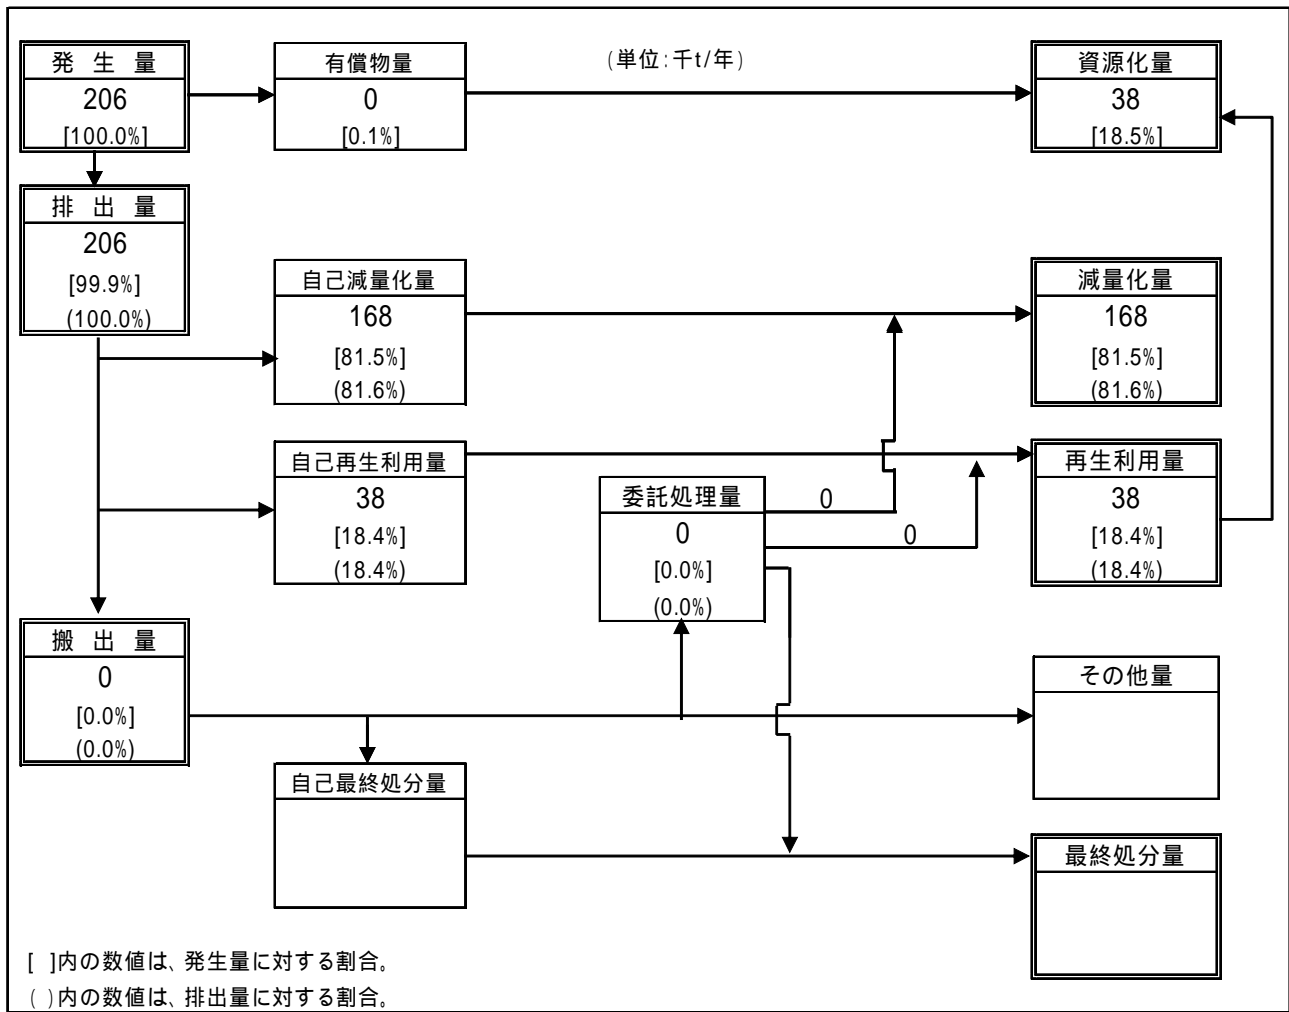 発 生 量
206
[100.0%]
有償物量
0
[0.1%]
(単位:千t/年)
資源化量
38
[18.5%]
排 出 量
206
[99.9%]
(100.0%)
自己減量化量
168
[81.5%]
(81.6%)
減量化量
168
[81.5%]
(81.6%)
自己再生利用量
38
[18.4%]
(18.4%)
委託処理量
0
[0.0%]
(0.0%)
0
0
再生利用量
38
[18.4%]
(18.4%)
搬 出 量
0
[0.0%]
(0.0%)
その他量
自己最終処分量
最終処分量
[ ]内の数値は、発生量に対する割合。
( )内の数値は、排出量に対する割合。